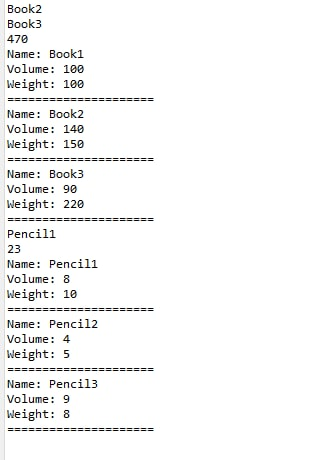 Book2
Book3
470
Name: Book1
Volume: 100
Weight: 100
=====================
Name: Book2
Volume: 140
Weight: 150
=====================
Name: Book3
Volume: 90
Weight: 220
=====================
Pencil1
23
Name: Pencil1
Volume: 8
Weight: 10
=====================
Name: Pencil2
Volume: 4
Weight: 5
=====================
Name: Pencil3
Volume: 9
Weight: 8
=====================